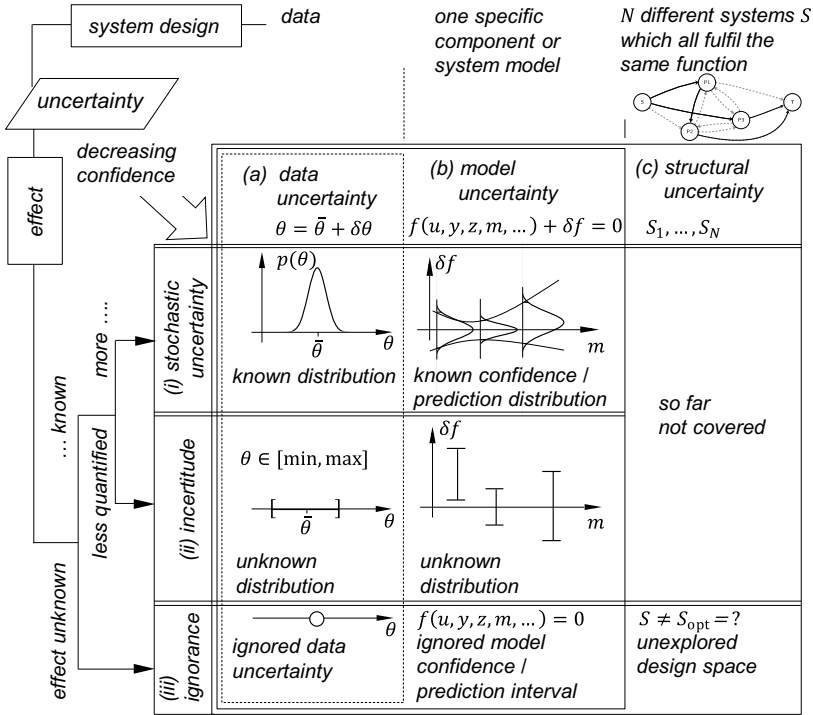 system design
data
one specific
component or
system model
N different systems S
which all fulfil the
same function
S
P1
P2
P3
T
uncertainty
effect
decreasing
confidence
(a) data
uncertainty
θ = θ̄ + δθ
(b) model
uncertainty
f(u, y, z, m, …) + δf = 0
(c) structural
uncertainty
S₁, … , S_N
… known
effect unknown
more ….
less quantified
(i) stochastic
uncertainty
p(θ)
θ̄
θ
known distribution
δf
m
known confidence /
prediction distribution
so far
not covered
(ii) incertitude
θ ∈ [min, max]
θ̄
θ
unknown
distribution
δf
m
unknown
distribution
(iii)
ignorance
θ
ignored data
uncertainty
f(u, y, z, m, …) = 0
ignored model
confidence /
prediction interval
S ≠ S_opt = ?
unexplored
design space